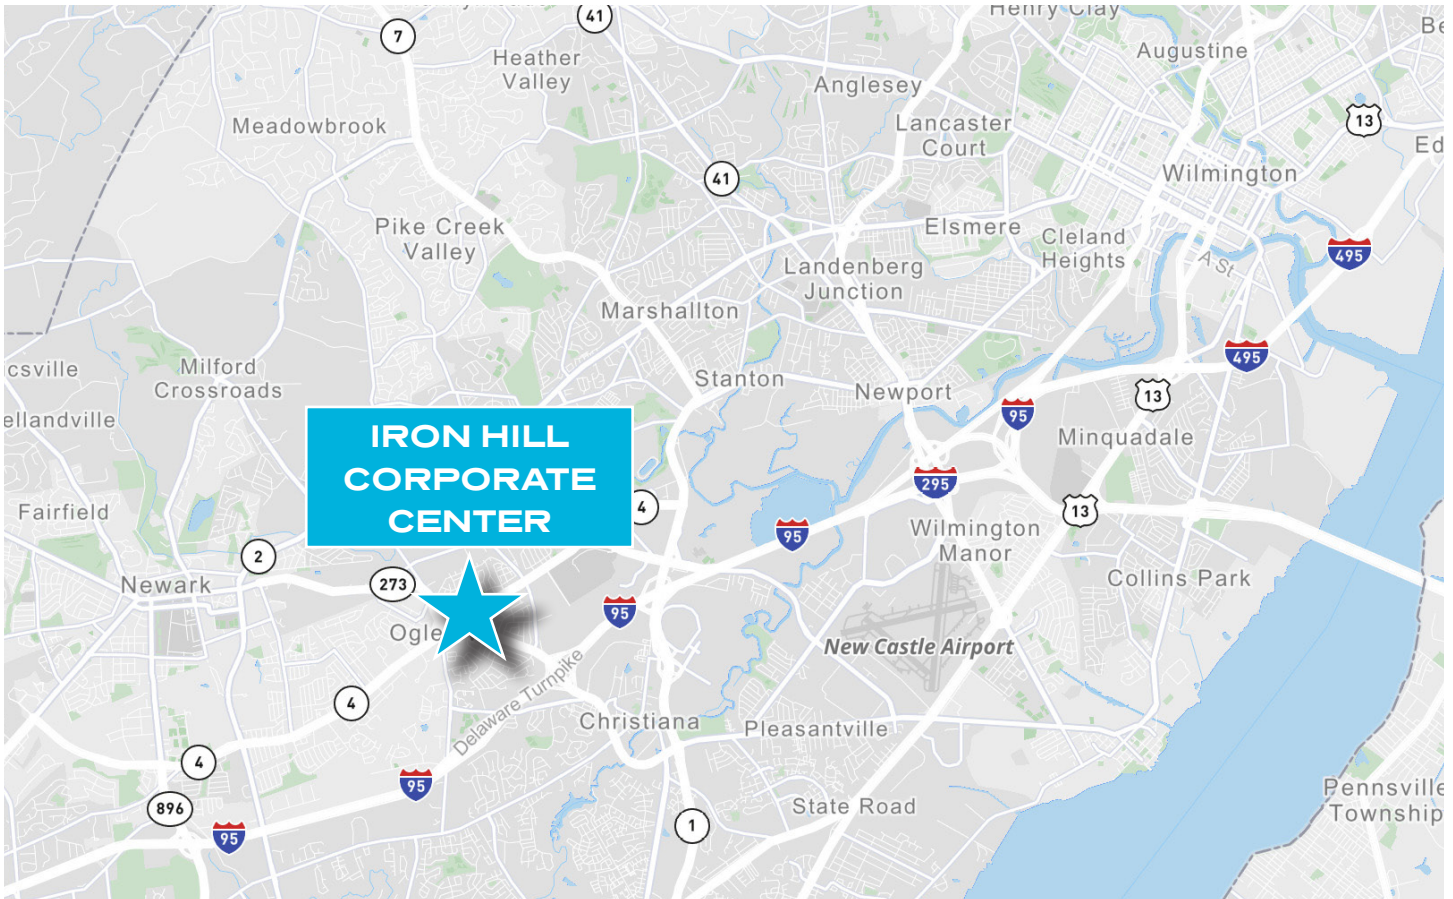 41
Henry Clay
7
Augustine
Heather
Valley
Anglesey
13
Lancaster
Court
Meadowbrook
Ed
41
Wilmington
Pike Creek
Valley
Elsmere
Cleland
Heights
495
A St
Landenberg
Junction
Marshallton
495
Milford
Crossroads
csville
Stanton
Newport
13
95
ellandville
IRON HILL
CORPORATE
CENTER
Minquadale
295
4
13
Fairfield
95
Wilmington
Manor
2
Newark
273
Collins Park
95
Ogle
New Castle Airport
4
Delaware Turnpike
Christiana
Pleasantville
4
95
896
State Road
Pennsville
Township
1
95